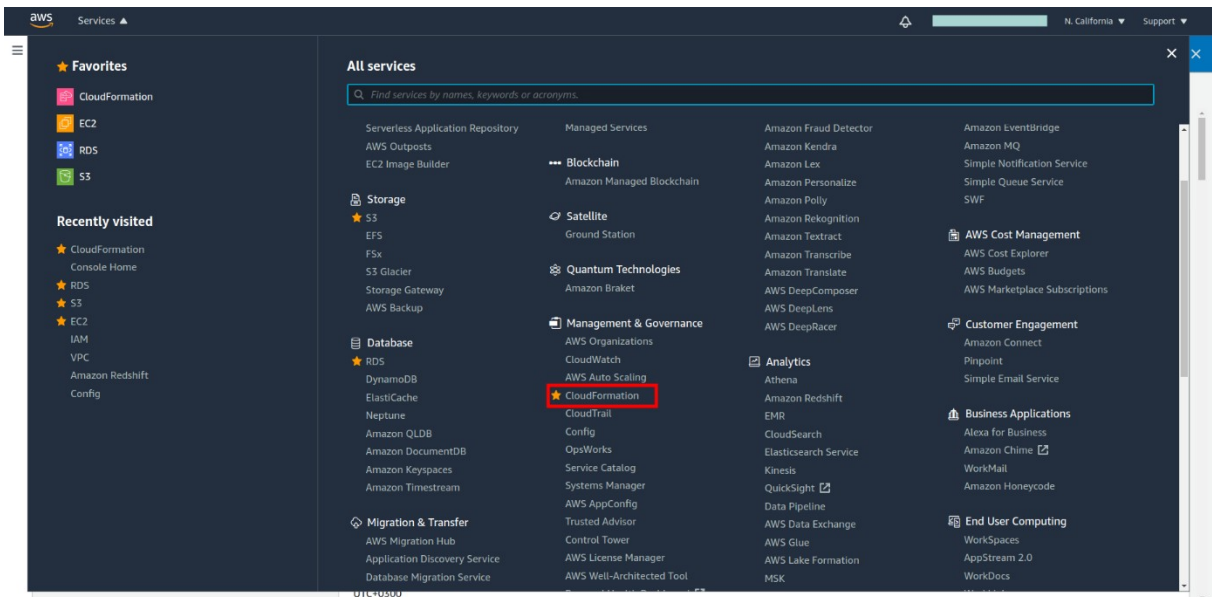 aws
Services ▲
N. California ▼
Support ▼
Favorites
CloudFormation
EC2
RDS
S3
Recently visited
CloudFormation
Console Home
RDS
S3
EC2
IAM
VPC
Amazon Redshift
Config
All services
Find services by names, keywords or acronyms.
Serverless Application Repository
AWS Outposts
EC2 Image Builder
Storage
S3
EFS
FSx
S3 Glacier
Storage Gateway
AWS Backup
Database
RDS
DynamoDB
ElastiCache
Neptune
Amazon QLDB
Amazon DocumentDB
Amazon Keyspaces
Amazon Timestream
Migration & Transfer
AWS Migration Hub
Application Discovery Service
Database Migration Service
Managed Services
Blockchain
Amazon Managed Blockchain
Satellite
Ground Station
Quantum Technologies
Amazon Braket
Management & Governance
AWS Organizations
CloudWatch
AWS Auto Scaling
CloudFormation
CloudTrail
Config
OpsWorks
Service Catalog
Systems Manager
AWS AppConfig
Trusted Advisor
Control Tower
AWS License Manager
AWS Well-Architected Tool
Amazon Fraud Detector
Amazon Kendra
Amazon Lex
Amazon Personalize
Amazon Polly
Amazon Rekognition
Amazon Textract
Amazon Transcribe
Amazon Translate
AWS DeepComposer
AWS DeepLens
AWS DeepRacer
Analytics
Athena
Amazon Redshift
EMR
CloudSearch
Elasticsearch Service
Kinesis
QuickSight
Data Pipeline
AWS Data Exchange
AWS Glue
AWS Lake Formation
MSK
Amazon EventBridge
Amazon MQ
Simple Notification Service
Simple Queue Service
SWF
AWS Cost Management
AWS Cost Explorer
AWS Budgets
AWS Marketplace Subscriptions
Customer Engagement
Amazon Connect
Pinpoint
Simple Email Service
Business Applications
Alexa for Business
Amazon Chime
WorkMail
Amazon Honeycode
End User Computing
WorkSpaces
AppStream 2.0
WorkDocs
UTC+0300